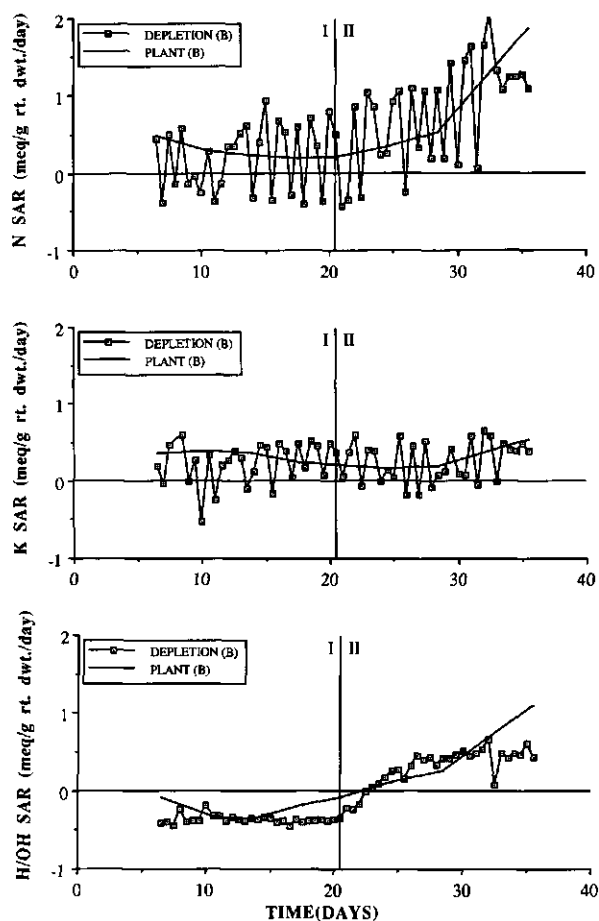 N SAR (meq/g rt. dwt./day)
2
1
0
-1
DEPLETION (B)
PLANT (B)
I II
0 10 20 30 40
K SAR (meq/g rt. dwt./day)
2
1
0
-1
DEPLETION (B)
PLANT (B)
I II
0 10 20 30 40
H/OH SAR (meq/g rt. dwt./day)
2
1
0
-1
DEPLETION (B)
PLANT (B)
I II
0 10 20 30 40
TIME(DAYS)